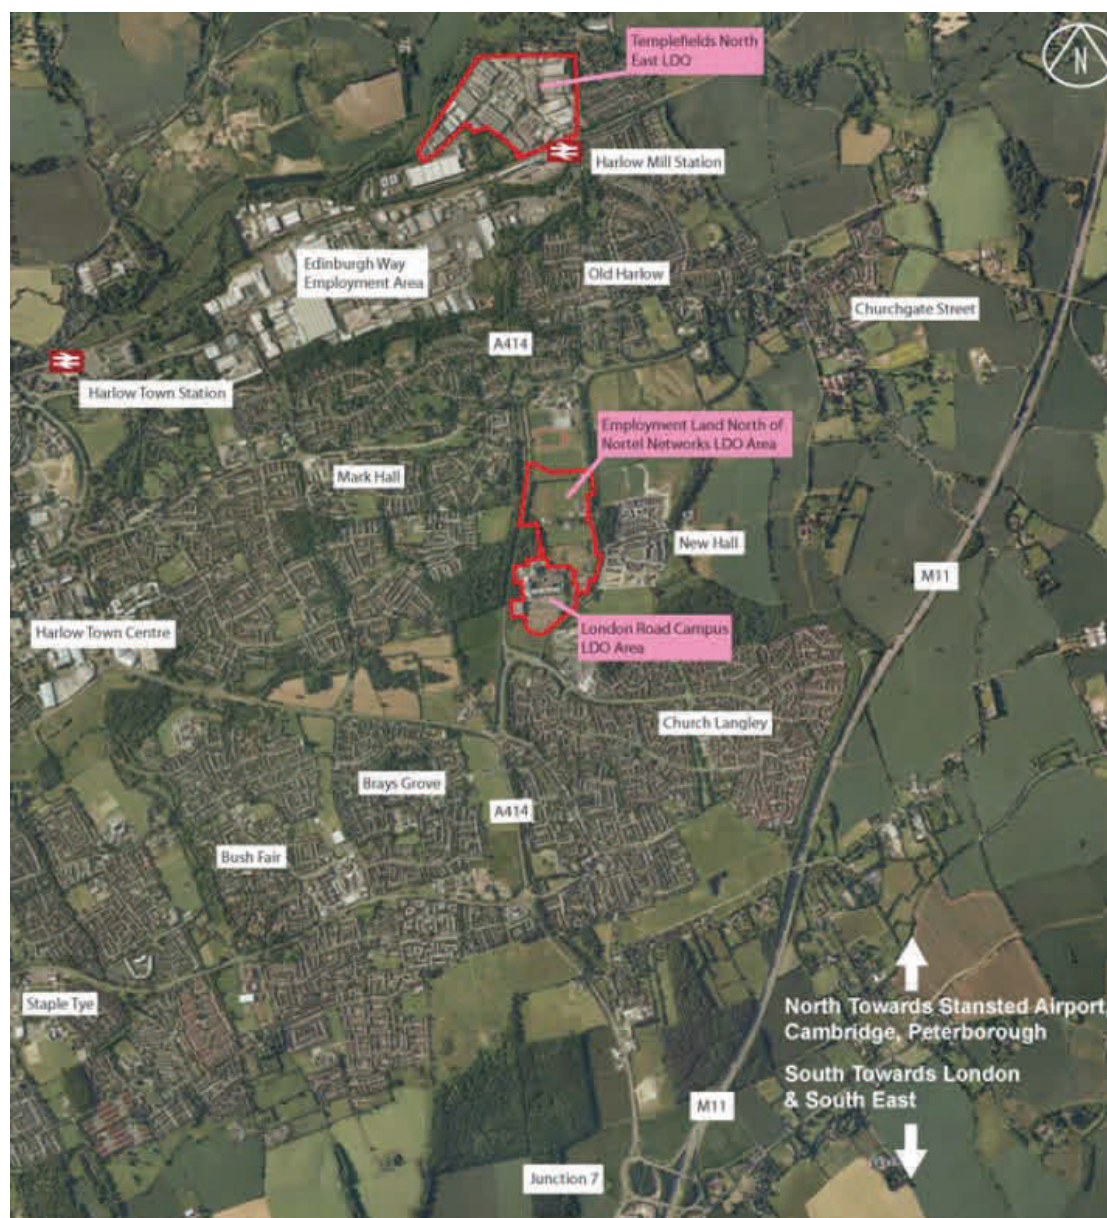 Templefields North
East LDO
N
Harlow Mill Station
Edinburgh Way
Employment Area
Old Harlow
Churchgate Street
A414
Harlow Town Station
Employment Land North of
Nortel Networks LDO Area
Mark Hall
New Hall
M11
Harlow Town Centre
London Road Campus
LDO Area
Church Langley
Brays Grove
A414
Bush Fair
Staple Tye
North Towards Stansted Airport,
Cambridge, Peterborough
South Towards London
& South East
M11
Junction 7